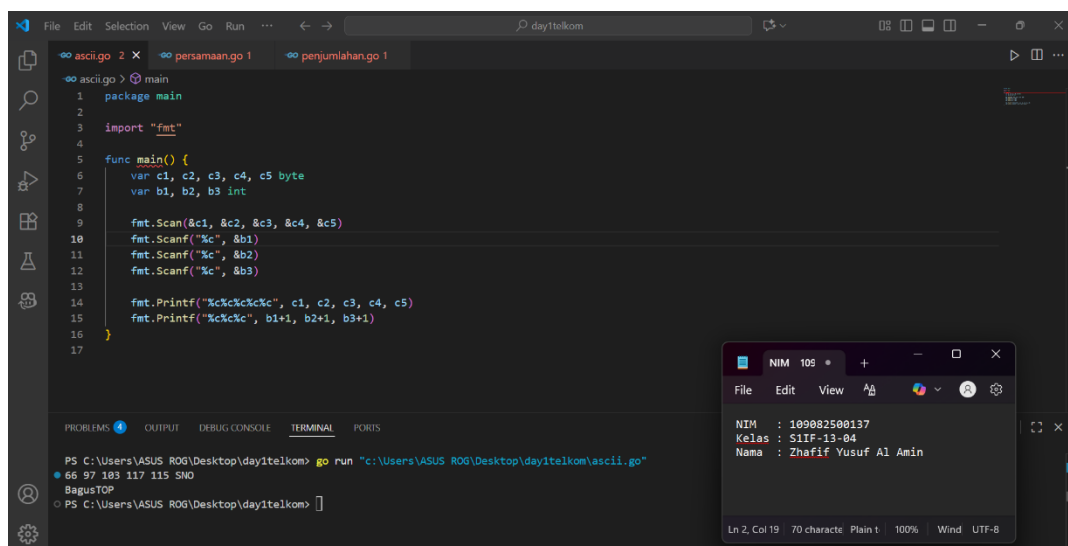 File Edit Selection View Go Run ··· ← → day1telkom
ascii.go 2 × persamaan.go 1 penjumlahan.go 1
ascii.go > main
1 package main
2
3 import "fmt"
4
5 func main() {
6 var c1, c2, c3, c4, c5 byte
7 var b1, b2, b3 int
8
9 fmt.Scan(&c1, &c2, &c3, &c4, &c5)
10 fmt.Scanf("%c", &b1)
11 fmt.Scanf("%c", &b2)
12 fmt.Scanf("%c", &b3)
13
14 fmt.Printf("%c%c%c%c%c", c1, c2, c3, c4, c5)
15 fmt.Printf("%c%c%c", b1+1, b2+1, b3+1)
16 }
17
PROBLEMS 4 OUTPUT DEBUG CONSOLE TERMINAL PORTS
PS C:\Users\ASUS ROG\Desktop\day1telkom> go run "c:\Users\ASUS ROG\Desktop\day1telkom\ascii.go"
66 97 103 117 115 SNO
BagusTOP
PS C:\Users\ASUS ROG\Desktop\day1telkom>
NIM 109
File Edit View
NIM : 109082500137
Kelas : S1IF-13-04
Nama : Zhafif Yusuf Al Amin
Ln 2, Col 19 70 characte Plain t 100% Wind UTF-8